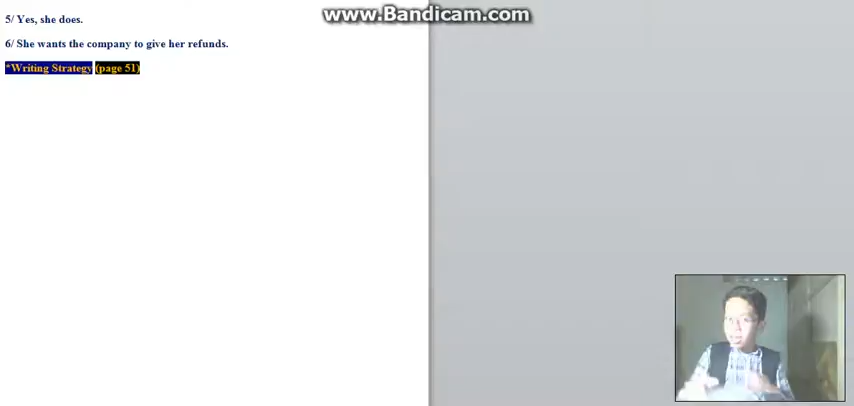 www.Bandicam.com
5/ Yes, she does.
6/ She wants the company to give her refunds.
*Writing Strategy (page 51)